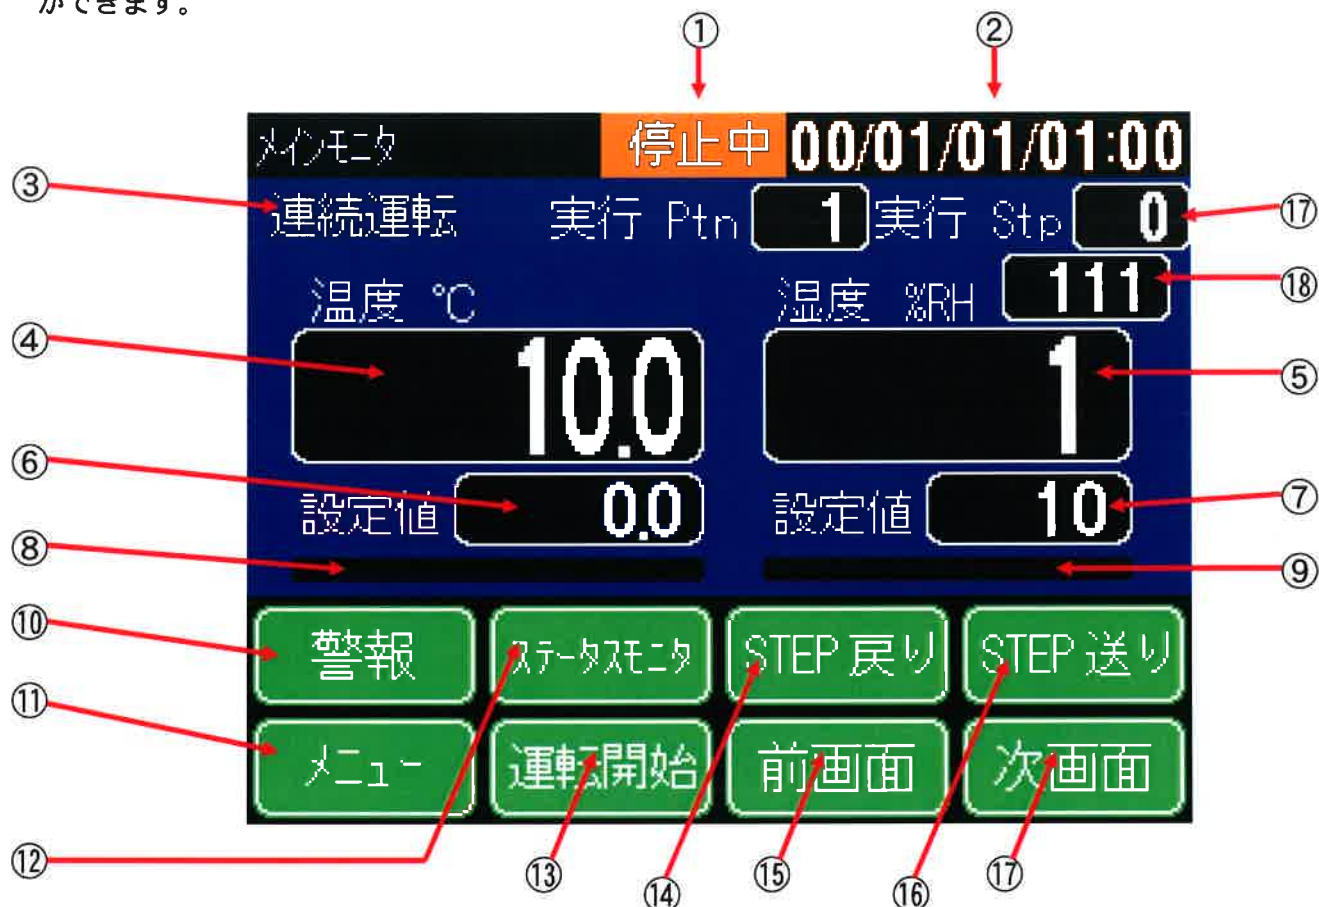 ができます。
① ②
ﾒｲﾝﾓﾆﾀ 停止中 00/01/01/01:00
③ 連続運転 実行 Ptn 1 実行 Stp 0 ⑰
温度 ℃ 湿度 %RH 111 ⑱
④ 10.0 1 ⑤
⑥ 設定値 0.0 設定値 10 ⑦
⑧ ⑨
⑩ 警報 ｽﾃｰﾀｽﾓﾆﾀ STEP 戻り STEP 送り
⑪ ﾒﾆｭｰ 運転開始 前画面 次画面
⑫ ⑬ ⑭ ⑮ ⑯ ⑰